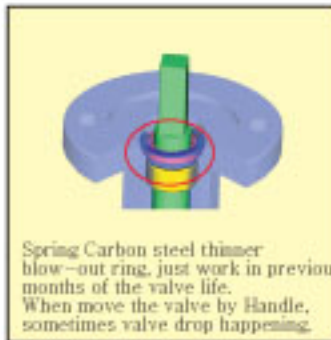 Spring Carbon steel thinner
blow-out ring, just work in previous
months of the valve life.
When move the valve by Handle,
sometimes valve drop happening.